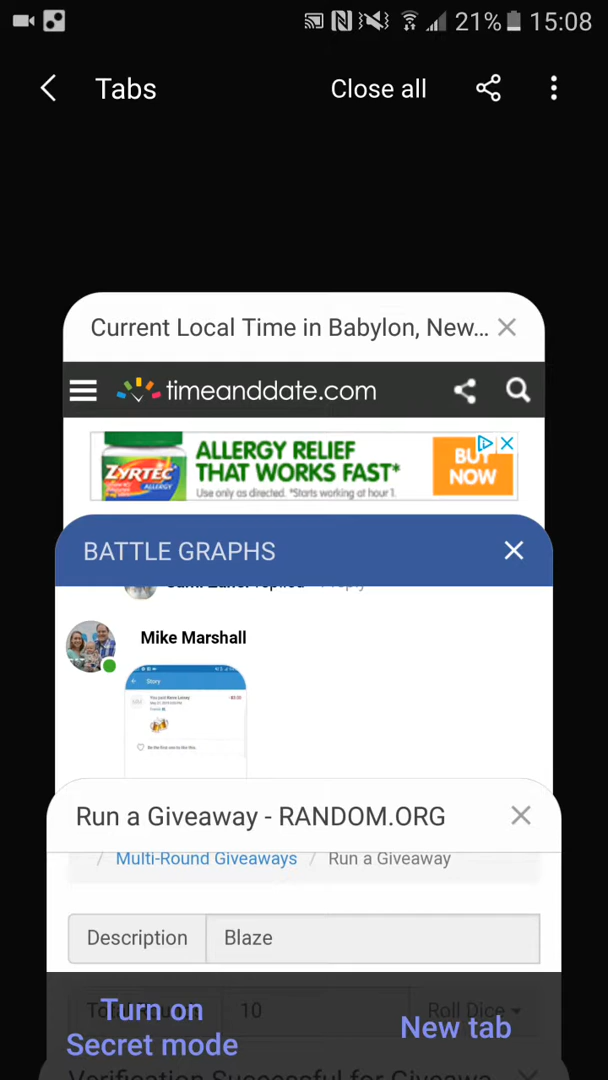 21% 15:08
Tabs Close all
Current Local Time in Babylon, New...
timeanddate.com
ZYRTEC
ALLERGY
ALLERGY RELIEF
THAT WORKS FAST*
Use only as directed. *Starts working at hour 1.
BUY
NOW
BATTLE GRAPHS
replied
Mike Marshall
Story
Run a Giveaway - RANDOM.ORG
/ Multi-Round Giveaways / Run a Giveaway
Description Blaze
10 Roll Dice
Turn on
Secret mode
New tab
Verification Successful for Giveawa